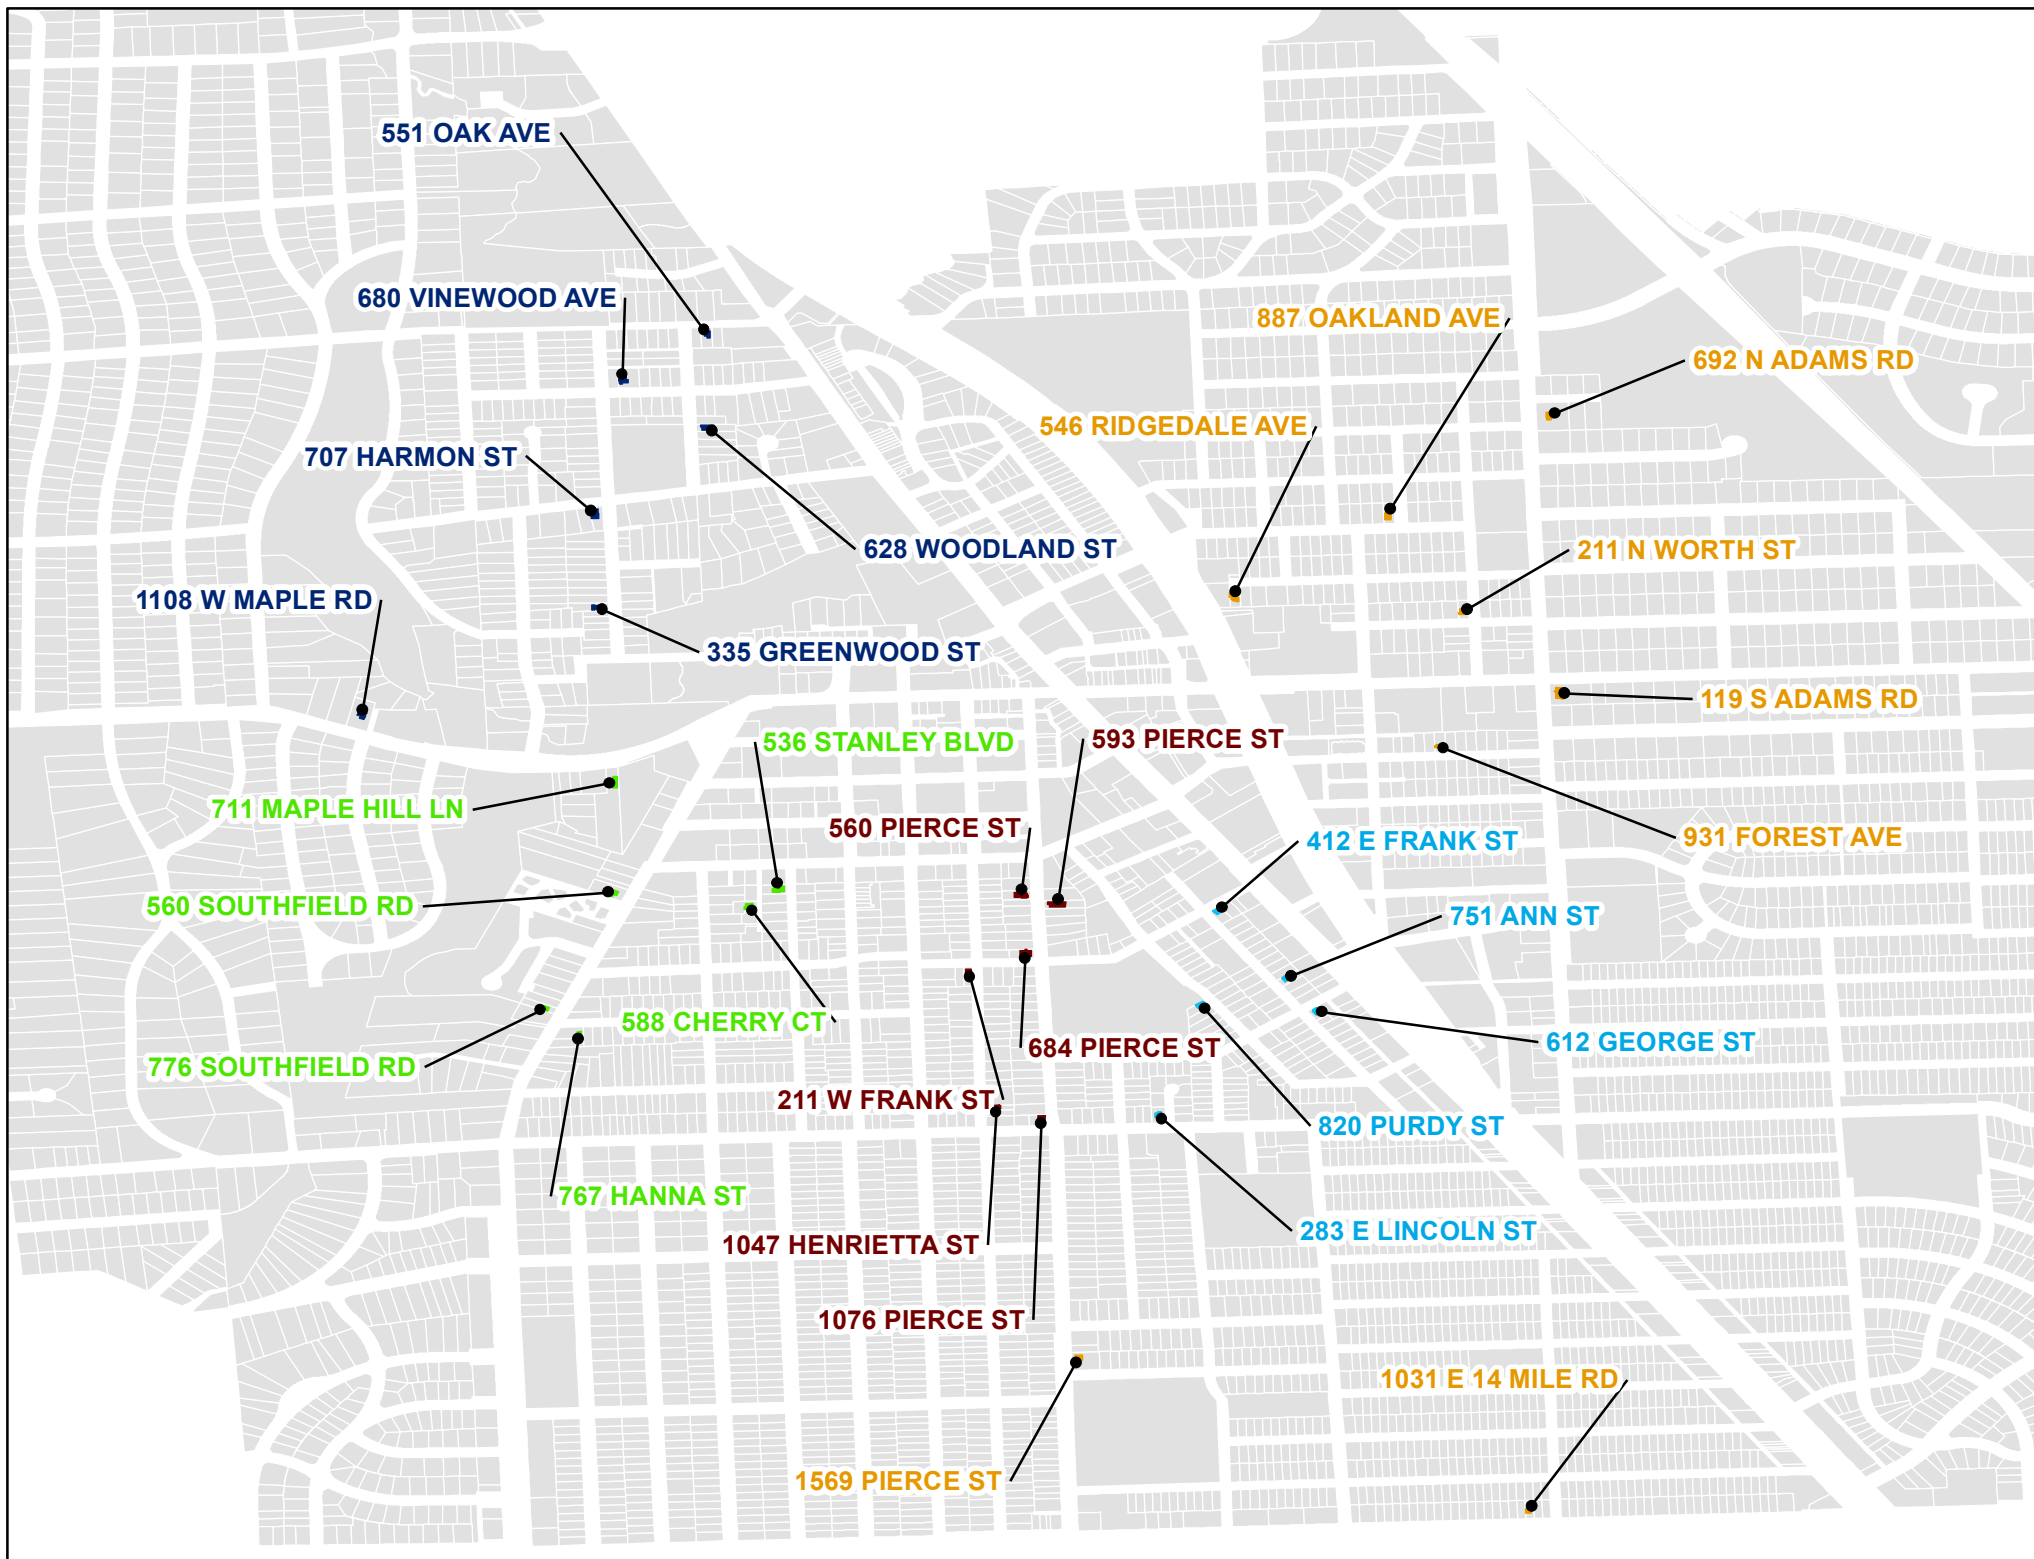 551 OAK AVE
680 VINEWOOD AVE
887 OAKLAND AVE
692 N ADAMS RD
546 RIDGEDALE AVE
707 HARMON ST
628 WOODLAND ST
211 N WORTH ST
1108 W MAPLE RD
335 GREENWOOD ST
119 S ADAMS RD
536 STANLEY BLVD
593 PIERCE ST
711 MAPLE HILL LN
560 PIERCE ST
412 E FRANK ST
931 FOREST AVE
560 SOUTHFIELD RD
751 ANN ST
588 CHERRY CT
684 PIERCE ST
612 GEORGE ST
776 SOUTHFIELD RD
211 W FRANK ST
820 PURDY ST
767 HANNA ST
283 E LINCOLN ST
1047 HENRIETTA ST
1076 PIERCE ST
1031 E 14 MILE RD
1569 PIERCE ST